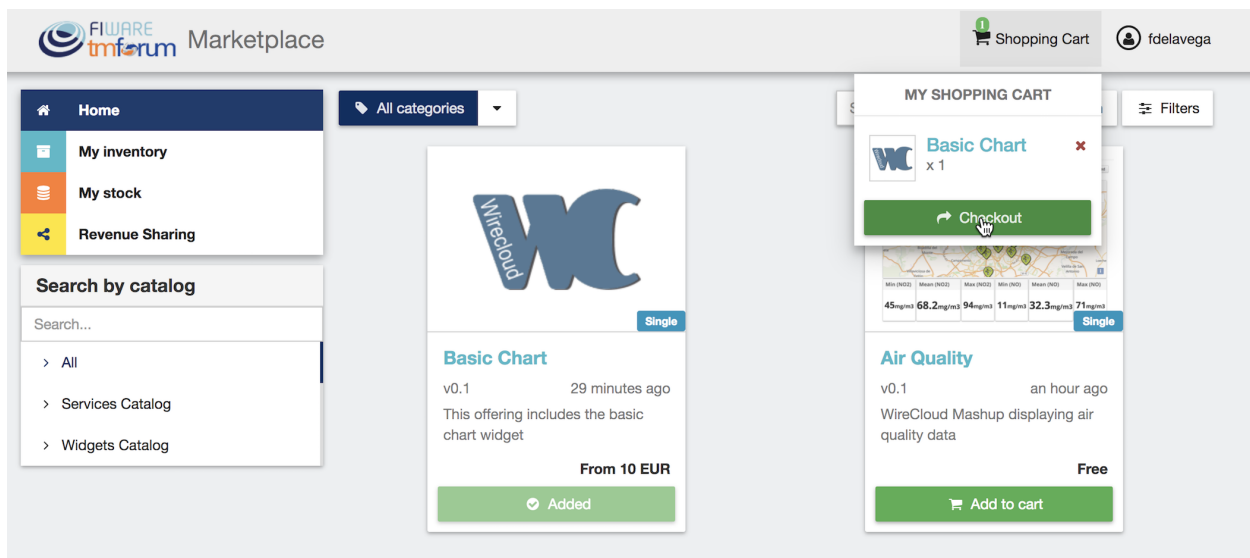 FIWARE
tmforum
Marketplace
1
Shopping Cart
fdelavega
Home
My inventory
My stock
Revenue Sharing
Search by catalog
Search...
All
Services Catalog
Widgets Catalog
All categories
Filters
MY SHOPPING CART
WC
Basic Chart
x 1
Checkout
Wirecloud
WC
Single
Basic Chart
v0.1 29 minutes ago
This offering includes the basic
chart widget
From 10 EUR
Added
Min (NO2) Mean (NO2) Max (NO2) Min (NO) Mean (NO) Max (NO)
45mg/m3 68.2mg/m3 94mg/m3 11mg/m3 32.3mg/m3 71mg/m3
Single
Air Quality
v0.1 an hour ago
WireCloud Mashup displaying air
quality data
Free
Add to cart